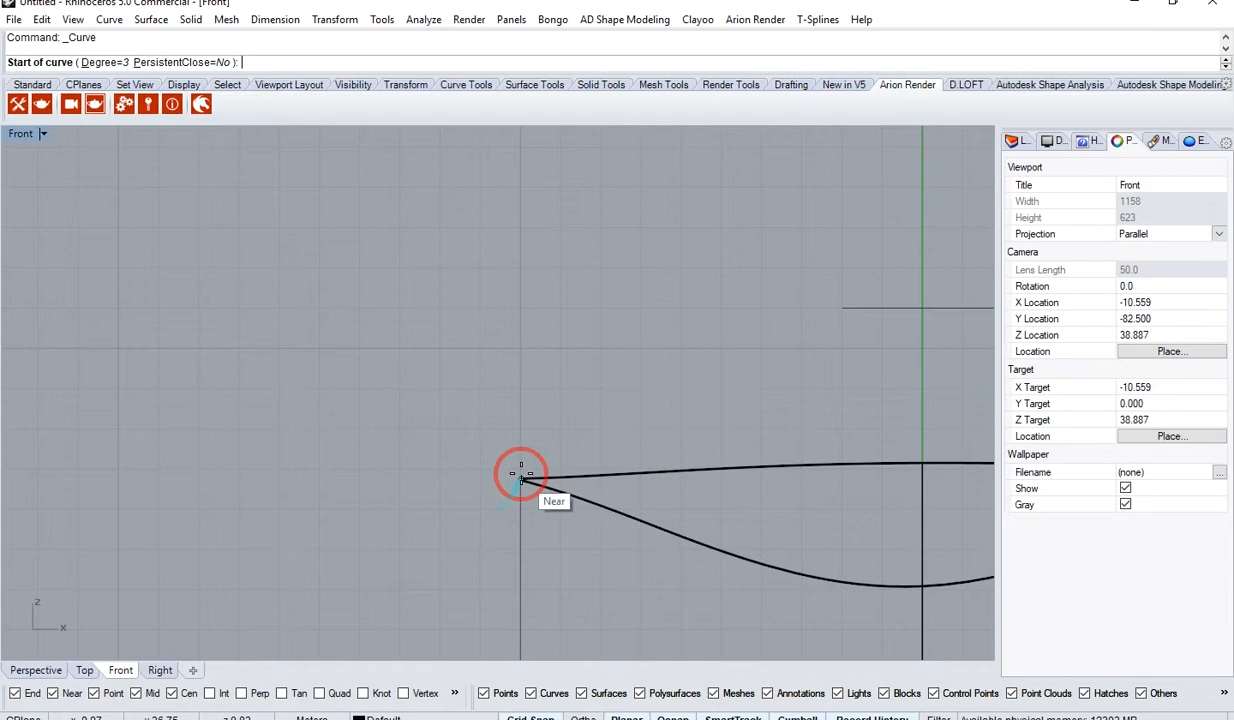 Untitled - Rhinoceros 5.0 Commercial - [Front]
File Edit View Curve Surface Solid Mesh Dimension Transform Tools Analyze Render Panels Bongo AD Shape Modeling Clayoo Arion Render T-Splines Help
Command: _Curve
Start of curve ( Degree=3 PersistentClose=No ):
Standard CPlanes Set View Display Select Viewport Layout Visibility Transform Curve Tools Surface Tools Solid Tools Mesh Tools Render Tools Drafting New in V5 Arion Render D.LOFT Autodesk Shape Analysis Autodesk Shape Modelin
Front
L... D... H... P... M... E...
Viewport
Title Front
Width 1158
Height 623
Projection Parallel
Camera
Lens Length 50.0
Rotation 0.0
X Location -10.559
Y Location -82.500
Z Location 38.887
Location Place...
Target
X Target -10.559
Y Target 0.000
Z Target 38.887
Location Place...
Wallpaper
Filename (none) ...
Show
Gray
Near
z
x
Perspective Top Front Right
End Near Point Mid Cen Int Perp Tan Quad Knot Vertex » Points Curves Surfaces Polysurfaces Meshes Annotations Lights Blocks Control Points Point Clouds Hatches Others »
CPlane Meters Default Grid Snap Ortho Planar Osnap SmartTrack Gumball Record History Filter